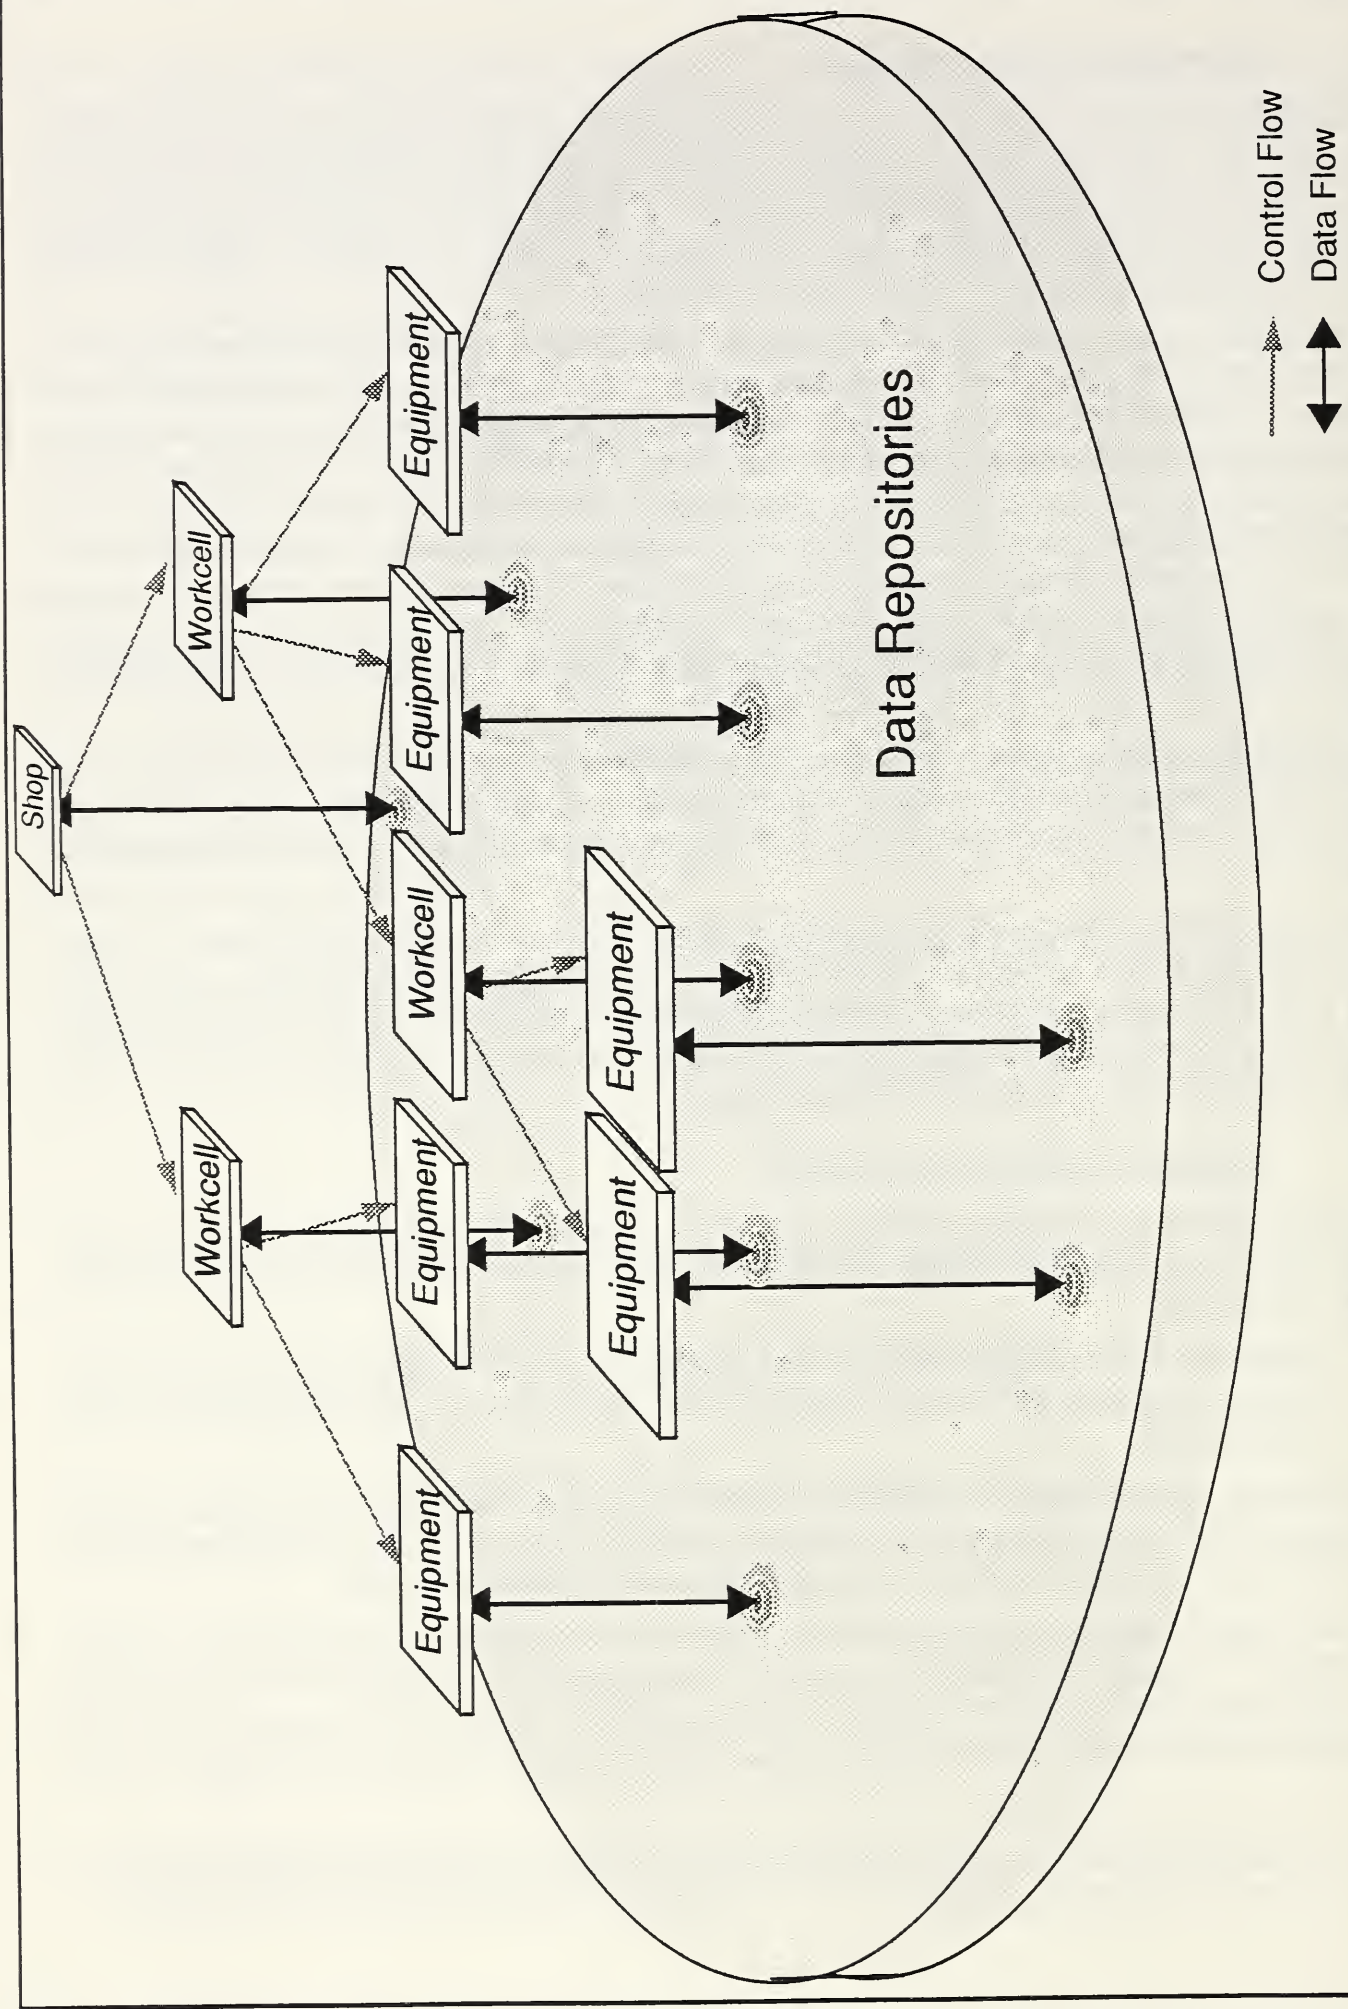 Shop
Workcell
Workcell
Equipment
Equipment
Workcell
Equipment
Equipment
Equipment
Equipment
Data Repositories
Control Flow
Data Flow